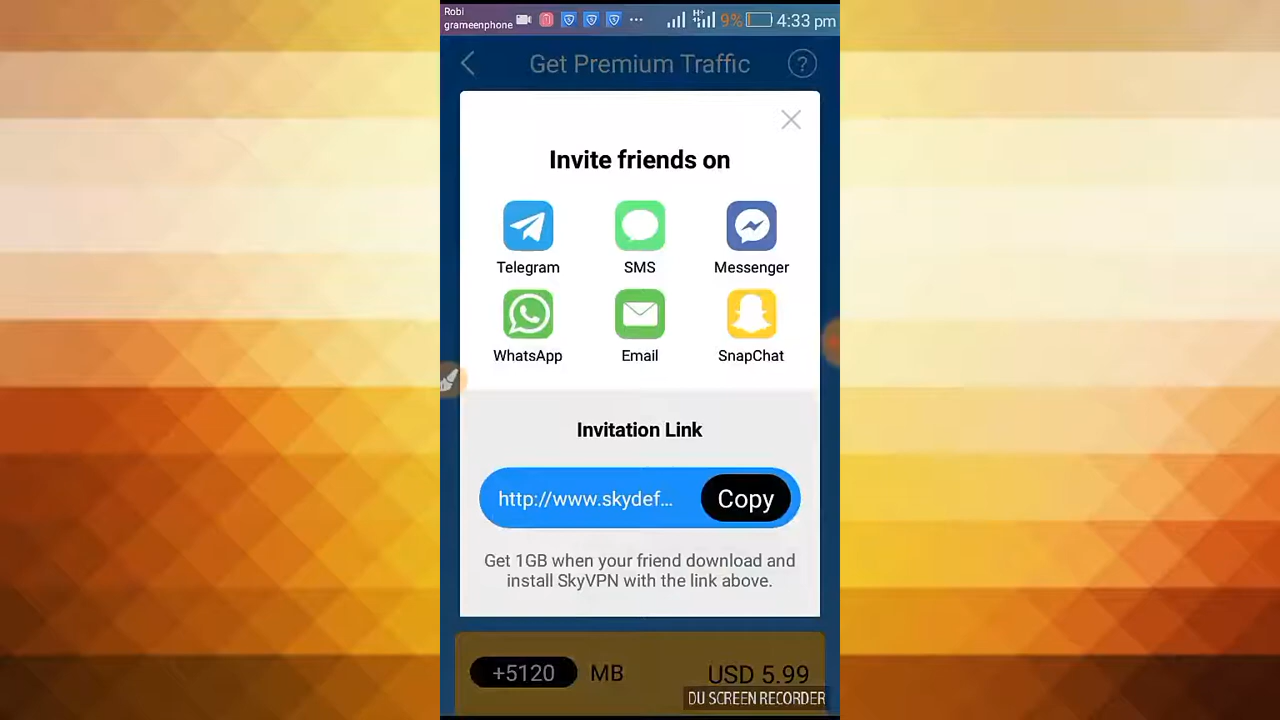 Robi
grameenphone
9% 4:33 pm
Get Premium Traffic ?
Invite friends on
Telegram SMS Messenger
WhatsApp Email SnapChat
Invitation Link
http://www.skydef... Copy
Get 1GB when your friend download and
install SkyVPN with the link above.
+5120 MB USD 5.99
DU SCREEN RECORDER